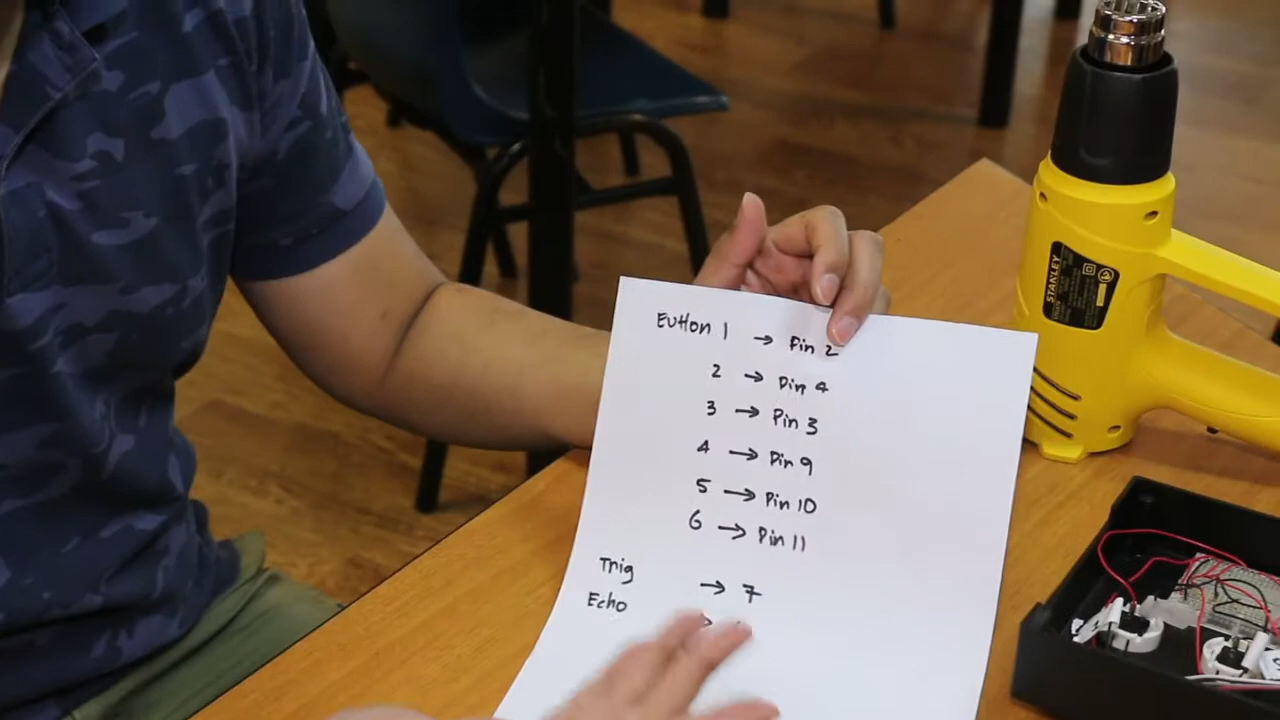 Button 1 → Pin 2
2 → Pin 4
3 → Pin 3
4 → Pin 9
5 → Pin 10
6 → Pin 11
Trig → 7
Echo
STANLEY